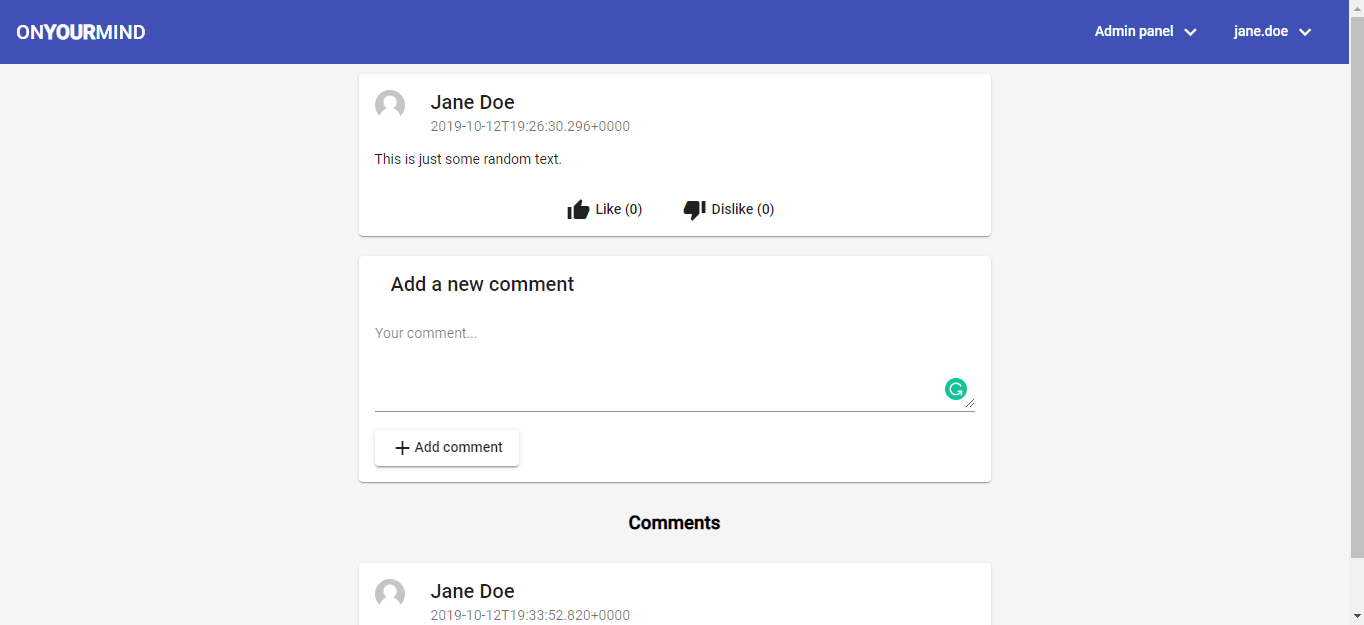 ONYOURMIND
Admin panel
jane.doe
Jane Doe
2019-10-12T19:26:30.296+0000
This is just some random text.
Like (0)
Dislike (0)
Add a new comment
Your comment...
Add comment
Comments
Jane Doe
2019-10-12T19:33:52.820+0000